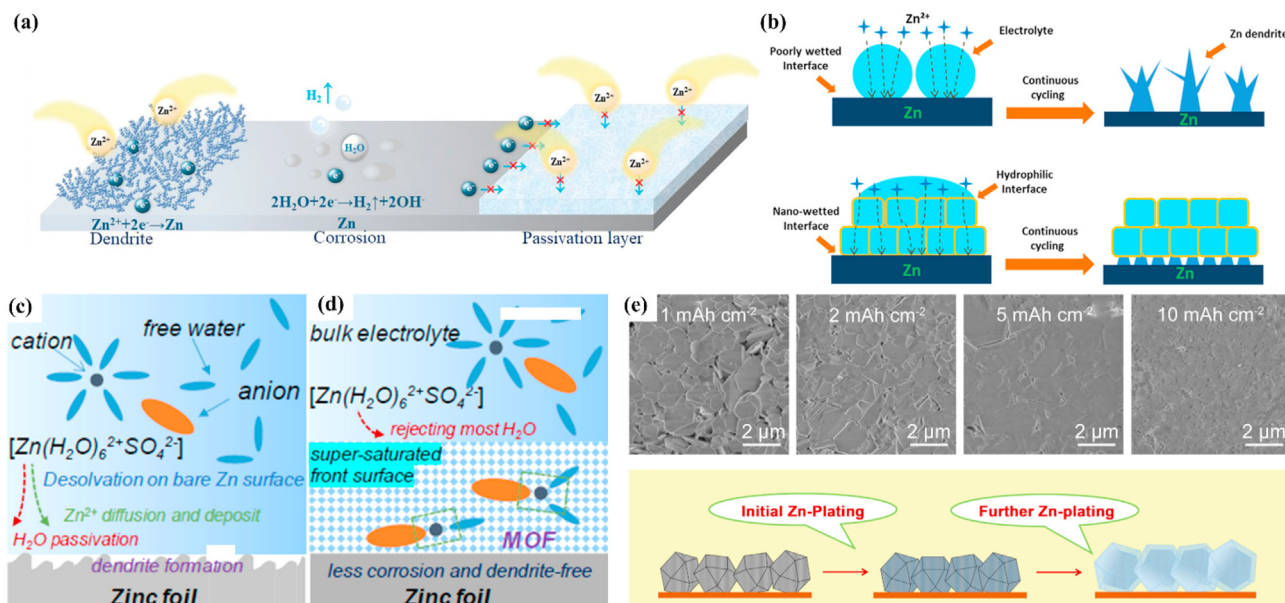 (a)
H₂
Zn²⁺
Zn²⁺
Zn²⁺
Zn²⁺
Zn²⁺
Zn²⁺
H₂O
e⁻
e⁻
e⁻
e⁻
e⁻
e⁻
e⁻
e⁻
e⁻
Zn²⁺+2e⁻→Zn
2H₂O+2e⁻→H₂↑+2OH⁻
Zn
Dendrite
Corrosion
Passivation layer
(b)
Zn²⁺
Electrolyte
Zn dendrite
Poorly wetted
Interface
Continuous
cycling
Zn
Zn
Hydrophilic
Interface
Nano-wetted
Interface
Continuous
cycling
Zn
Zn
(c)
cation
free water
anion
[Zn(H₂O)₆²⁺SO₄²⁻]
Desolvation on bare Zn surface
Zn²⁺ diffusion and deposit
H₂O passivation
dendrite formation
Zinc foil
(d)
bulk electrolyte
[Zn(H₂O)₆²⁺SO₄²⁻]
rejecting most H₂O
super-saturated
front surface
MOF
less corrosion and dendrite-free
Zinc foil
(e)
1 mAh cm⁻²
2 mAh cm⁻²
5 mAh cm⁻²
10 mAh cm⁻²
2 μm
2 μm
2 μm
2 μm
Initial Zn-Plating
Further Zn-plating